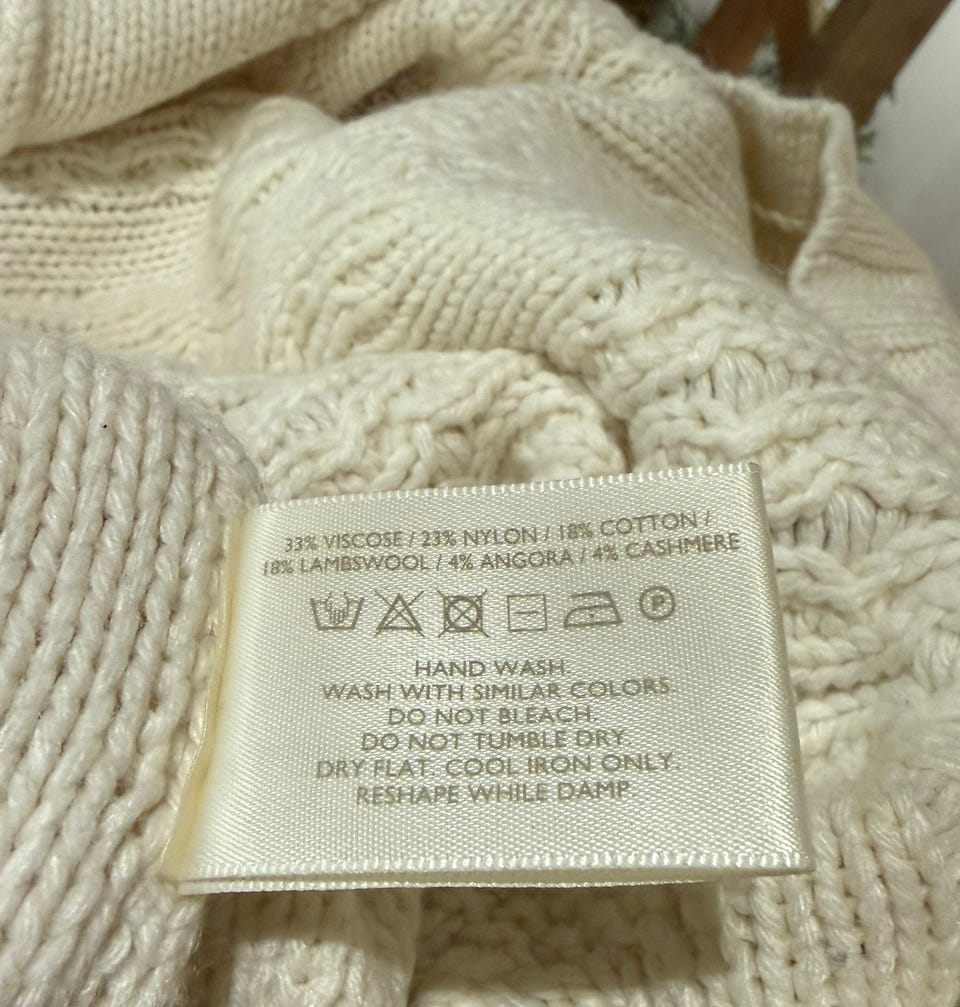 33% VISCOSE / 23% NYLON / 18% COTTON /
18% LAMBSWOOL / 4% ANGORA / 4% CASHMERE
P
HAND WASH.
WASH WITH SIMILAR COLORS.
DO NOT BLEACH.
DO NOT TUMBLE DRY.
DRY FLAT. COOL IRON ONLY.
RESHAPE WHILE DAMP.